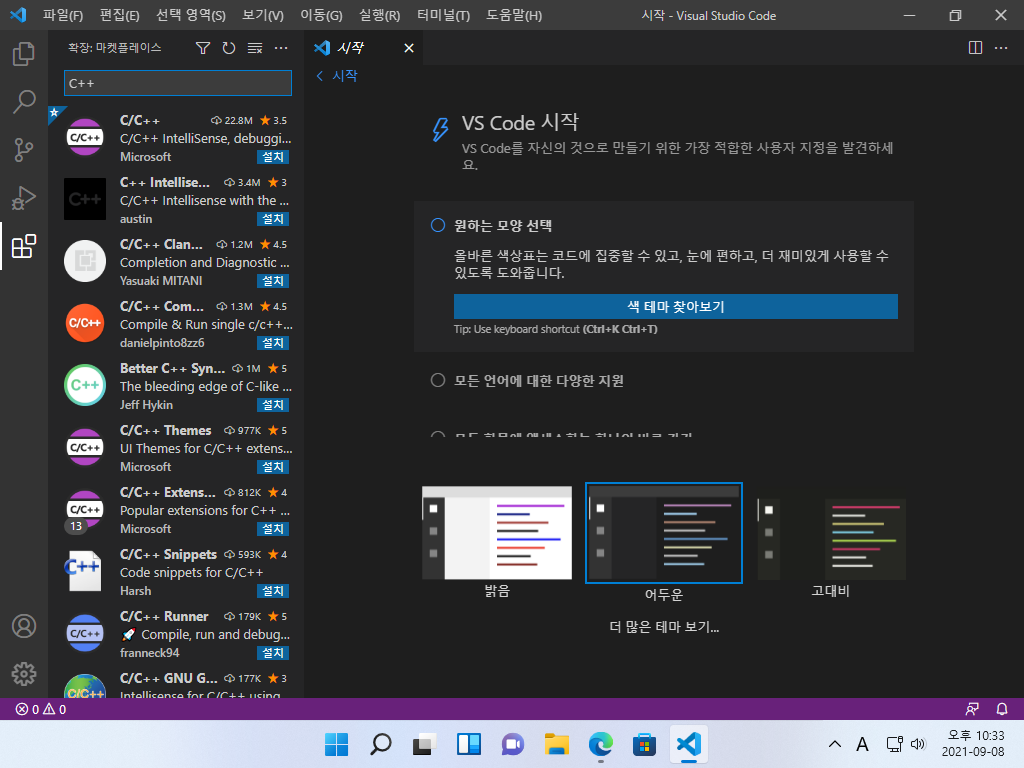 파일(F) 편집(E) 선택 영역(S) 보기(V) 이동(G) 실행(R) 터미널(T) 도움말(H) 시작 - Visual Studio Code
확장: 마켓플레이스
C++
C/C++ 22.8M 3.5
C/C++ IntelliSense, debuggi...
Microsoft 설치
C++ Intellise... 3.4M 3
C/C++ Intellisense with the ...
austin 설치
C/C++ Clan... 1.2M 4.5
Completion and Diagnostic ...
Yasuaki MITANI 설치
C/C++ Com... 1.3M 4.5
Compile & Run single c/c++...
danielpinto8zz6 설치
Better C++ Syn... 1M 5
The bleeding edge of C-like ...
Jeff Hykin 설치
C/C++ Themes 977K 5
UI Themes for C/C++ extens...
Microsoft 설치
C/C++ Extens... 812K 4
Popular extensions for C++ ...
13
Microsoft 설치
C/C++ Snippets 593K 4
Code snippets for C/C++
Harsh 설치
C/C++ Runner 179K 5
🚀 Compile, run and debug...
franneck94 설치
C/C++ GNU G... 177K 3
Intellisense for C/C++ using
C/C++
C++
C/C++
C++
C/C++
C/C++
C++
C/C++
C/C++
시작
시작
VS Code 시작
VS Code를 자신의 것으로 만들기 위한 가장 적합한 사용자 지정을 발견하세
요.
원하는 모양 선택
올바른 색상표는 코드에 집중할 수 있고, 눈에 편하고, 더 재미있게 사용할 수
있도록 도와줍니다.
색 테마 찾아보기
Tip: Use keyboard shortcut (Ctrl+K Ctrl+T)
모든 언어에 대한 다양한 지원
밝음
어두운
고대비
더 많은 테마 보기...
0 0
A
오후 10:33
2021-09-08